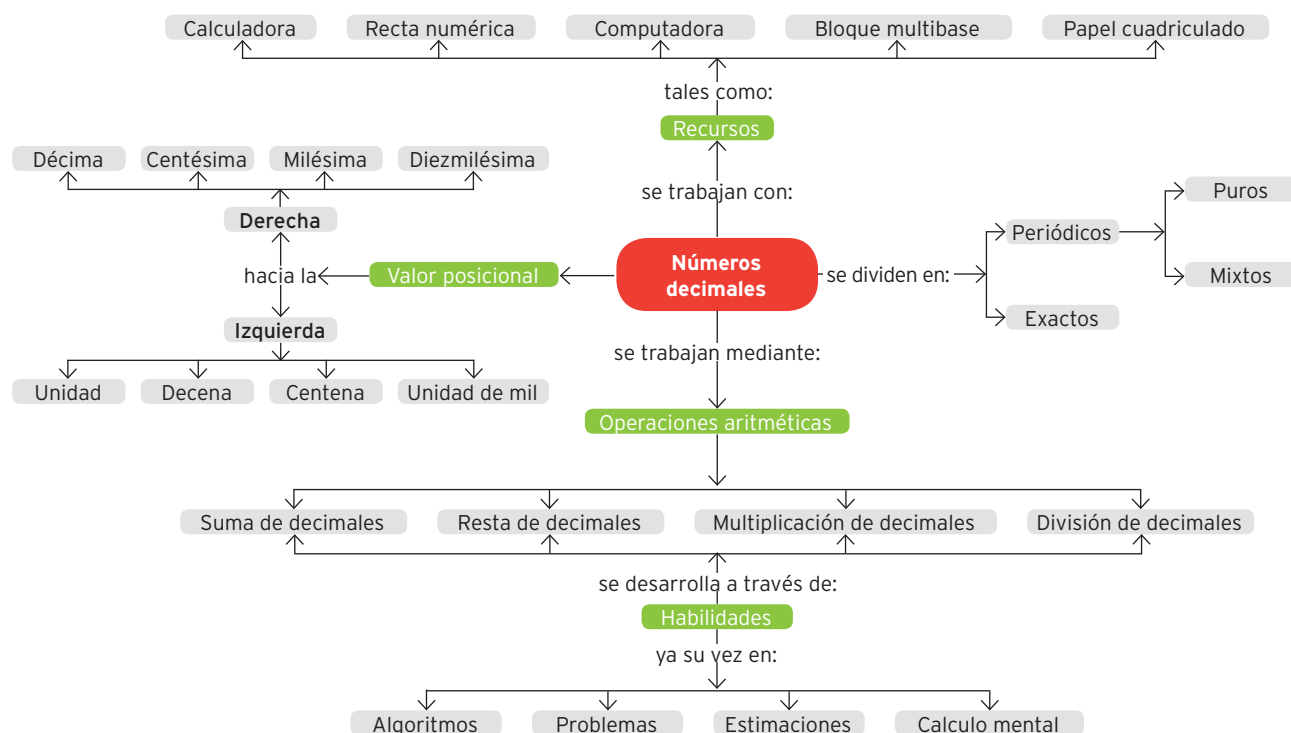 Calculadora
Recta numérica
Computadora
Bloque multibase
Papel cuadriculado
tales como:
Recursos
se trabajan con:
Décima
Centésima
Milésima
Diezmilésima
Derecha
hacia la
Valor posicional
Izquierda
Unidad
Decena
Centena
Unidad de mil
Números
decimales
se dividen en:
Periódicos
Puros
Mixtos
Exactos
se trabajan mediante:
Operaciones aritméticas
Suma de decimales
Resta de decimales
Multiplicación de decimales
División de decimales
se desarrolla a través de:
Habilidades
ya su vez en:
Algoritmos
Problemas
Estimaciones
Calculo mental